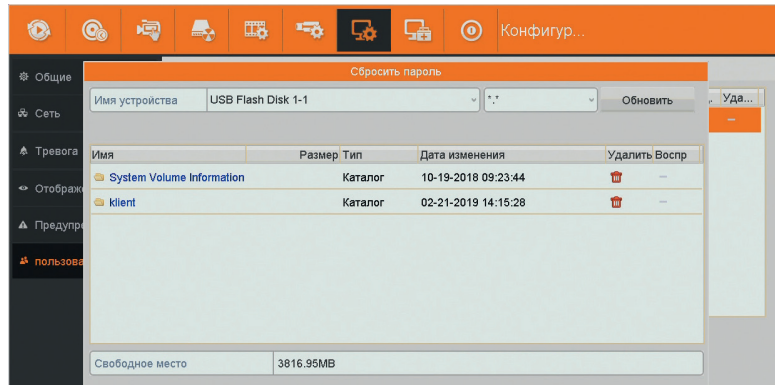 Конфигур...
Сбросить пароль
Общие
Имя устройства USB Flash Disk 1-1 *.* Обновить
Уда...
Сеть
Тревога
Имя Размер Тип Дата изменения Удалить Воспр
System Volume Information Каталог 10-19-2018 09:23:44 —
Отображ
klient Каталог 02-21-2019 14:15:28 —
Предупр
пользова
Свободное место 3816.95MB